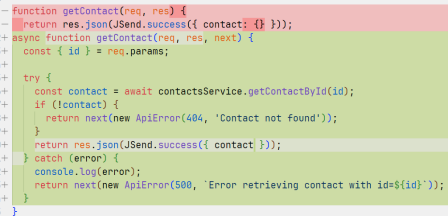 - function getContact(req, res) {
-   return res.json(JSend.success({ contact: {} }));
+ async function getContact(req, res, next) {
+   const { id } = req.params;
+
+   try {
+     const contact = await contactsService.getContactById(id);
+     if (!contact) {
+       return next(new ApiError(404, 'Contact not found'));
+     }
+     return res.json(JSend.success({ contact }));
+   } catch (error) {
+     console.log(error);
+     return next(new ApiError(500, `Error retrieving contact with id=${id}`));
+   }
}